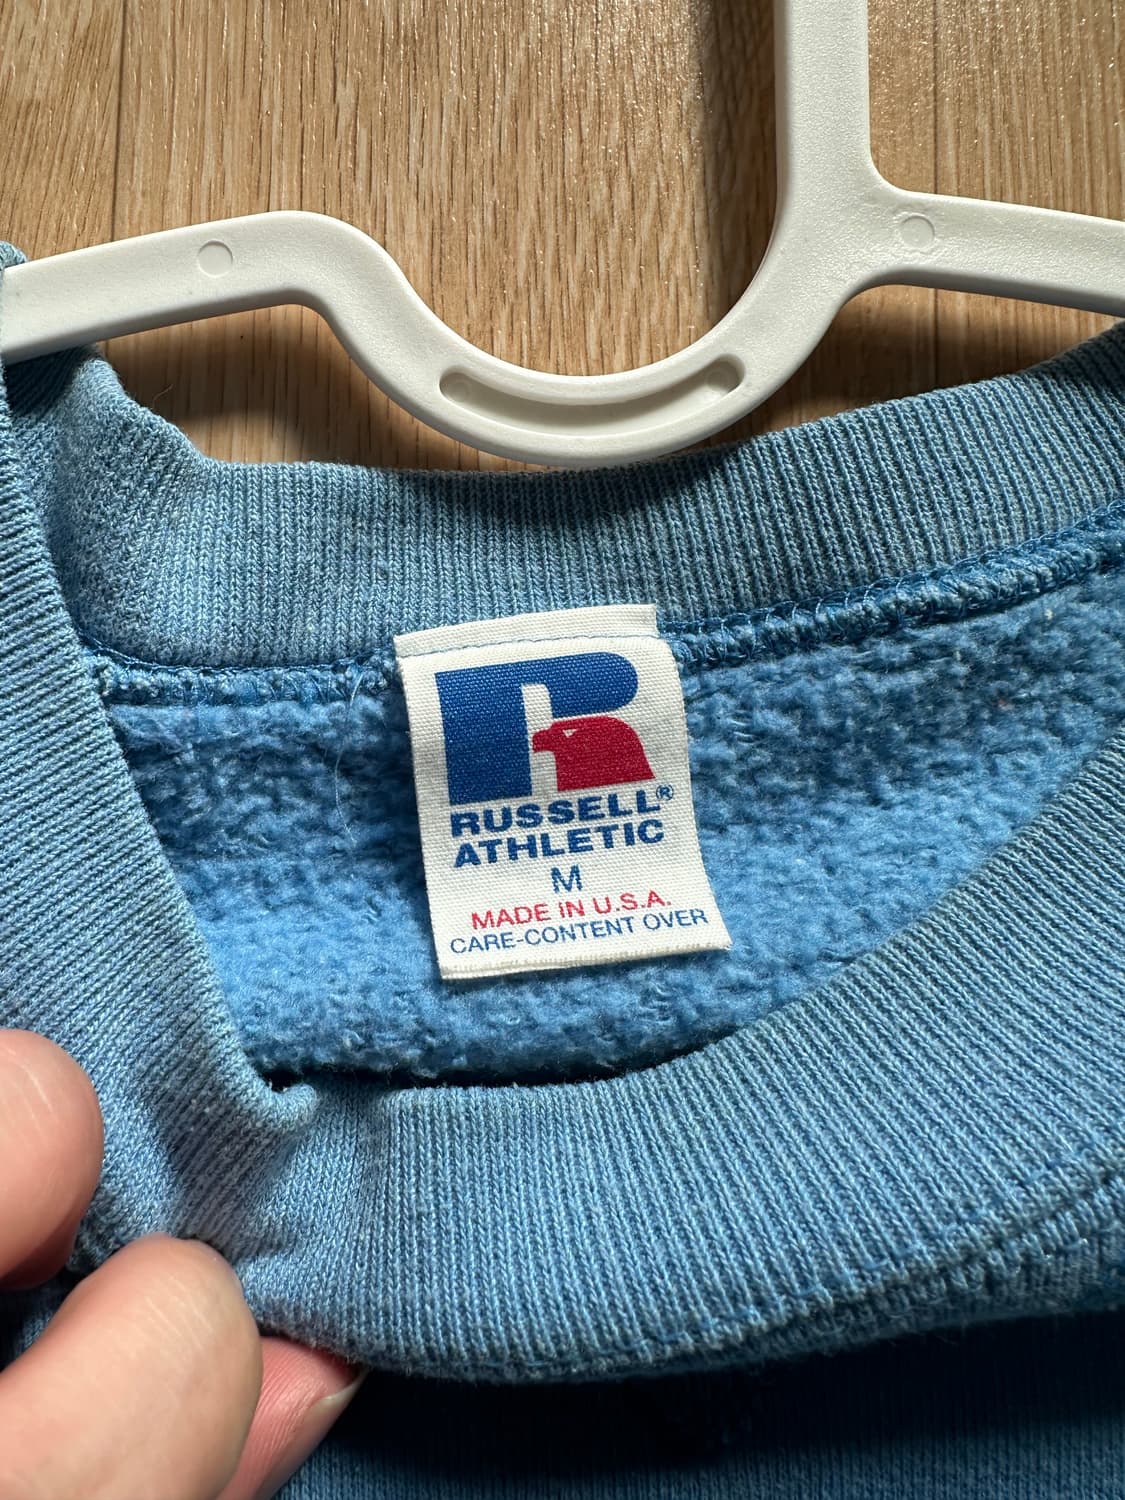 RUSSELL®
ATHLETIC
M
MADE IN U.S.A.
CARE-CONTENT OVER